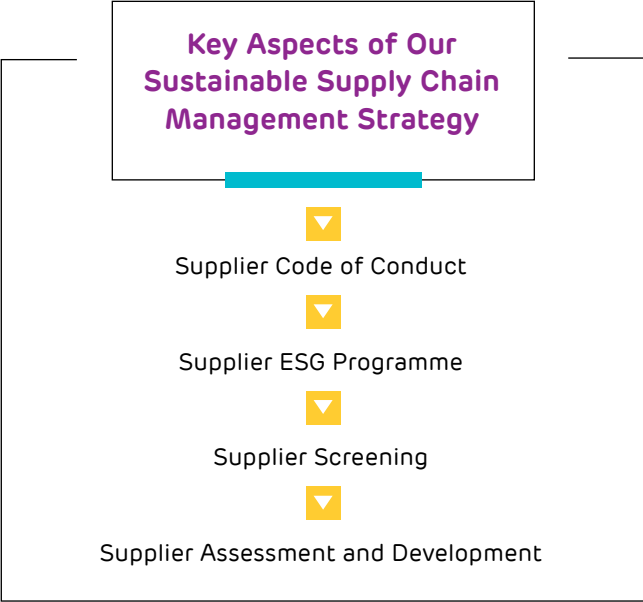 Key Aspects of Our
Sustainable Supply Chain
Management Strategy
Supplier Code of Conduct
Supplier ESG Programme
Supplier Screening
Supplier Assessment and Development